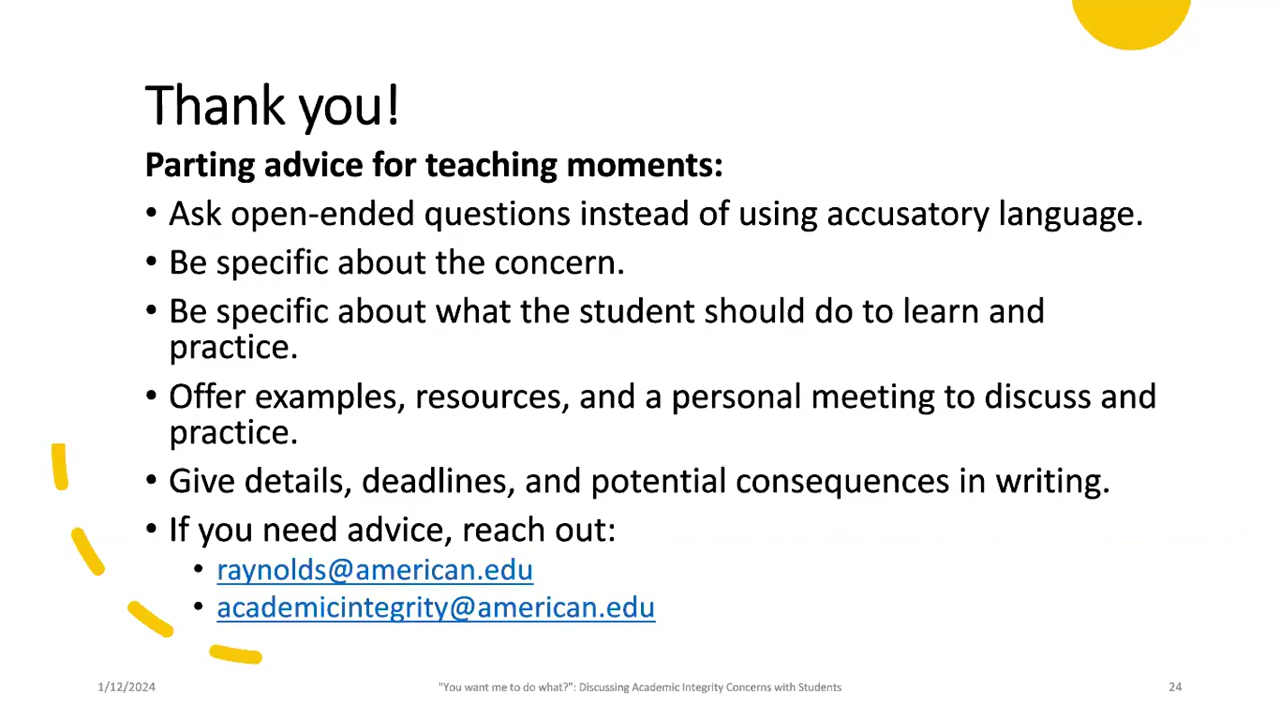 Thank you!
Parting advice for teaching moments:
• Ask open-ended questions instead of using accusatory language.
• Be specific about the concern.
• Be specific about what the student should do to learn and
practice.
• Offer examples, resources, and a personal meeting to discuss and
practice.
• Give details, deadlines, and potential consequences in writing.
• If you need advice, reach out:
• raynolds@american.edu
• academicintegrity@american.edu
1/12/2024
"You want me to do what?": Discussing Academic Integrity Concerns with Students
24